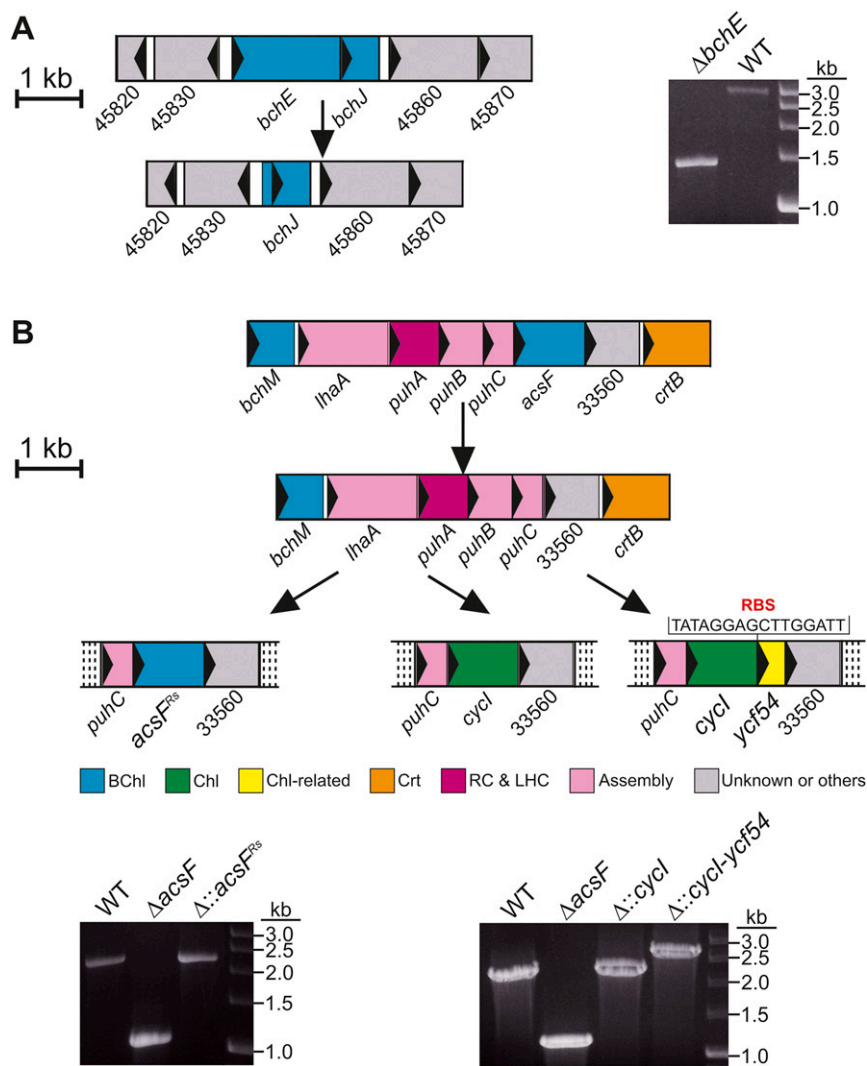 A
1 kb
45820 45830 bchE bchJ 45860 45870
45820 45830 bchJ 45860 45870
ΔbchE WT
kb
3.0
2.5
2.0
1.5
1.0
B
bchM lhaA puhA puhB puhC acsF 33560 crtB
1 kb
bchM lhaA puhA puhB puhC 33560 crtB
RBS
TATAGGAGCTTGGATT
puhC acsF^Rs 33560
puhC cycI 33560
puhC cycI ycf54 33560
BChl Chl Chl-related Crt RC & LHC Assembly Unknown or others
WT ΔacsF Δ::acsF^Rs
kb
3.0
2.5
2.0
1.5
1.0
WT ΔacsF Δ::cycI Δ::cycI-ycf54
kb
3.0
2.5
2.0
1.5
1.0